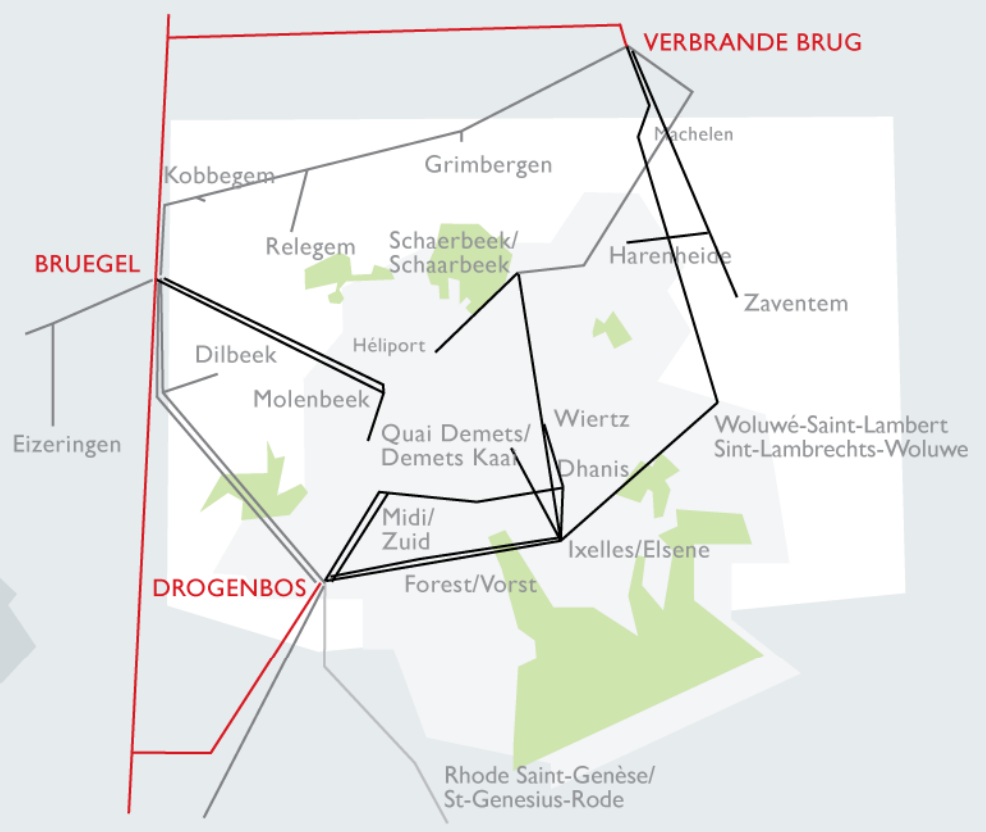 VERBRANDE BRUG
Machelen
Grimbergen
Kobbegem
Relegem
Schaerbeek/
Schaarbeek
Harenheide
BRUEGEL
Zaventem
Héliport
Dilbeek
Molenbeek
Eizeringen
Quai Demets/
Demets Kaai
Wiertz
Woluwé-Saint-Lambert
Sint-Lambrechts-Woluwe
Dhanis
Midi/
Zuid
Ixelles/Elsene
DROGENBOS
Forest/Vorst
Rhode Saint-Genèse/
St-Genesius-Rode